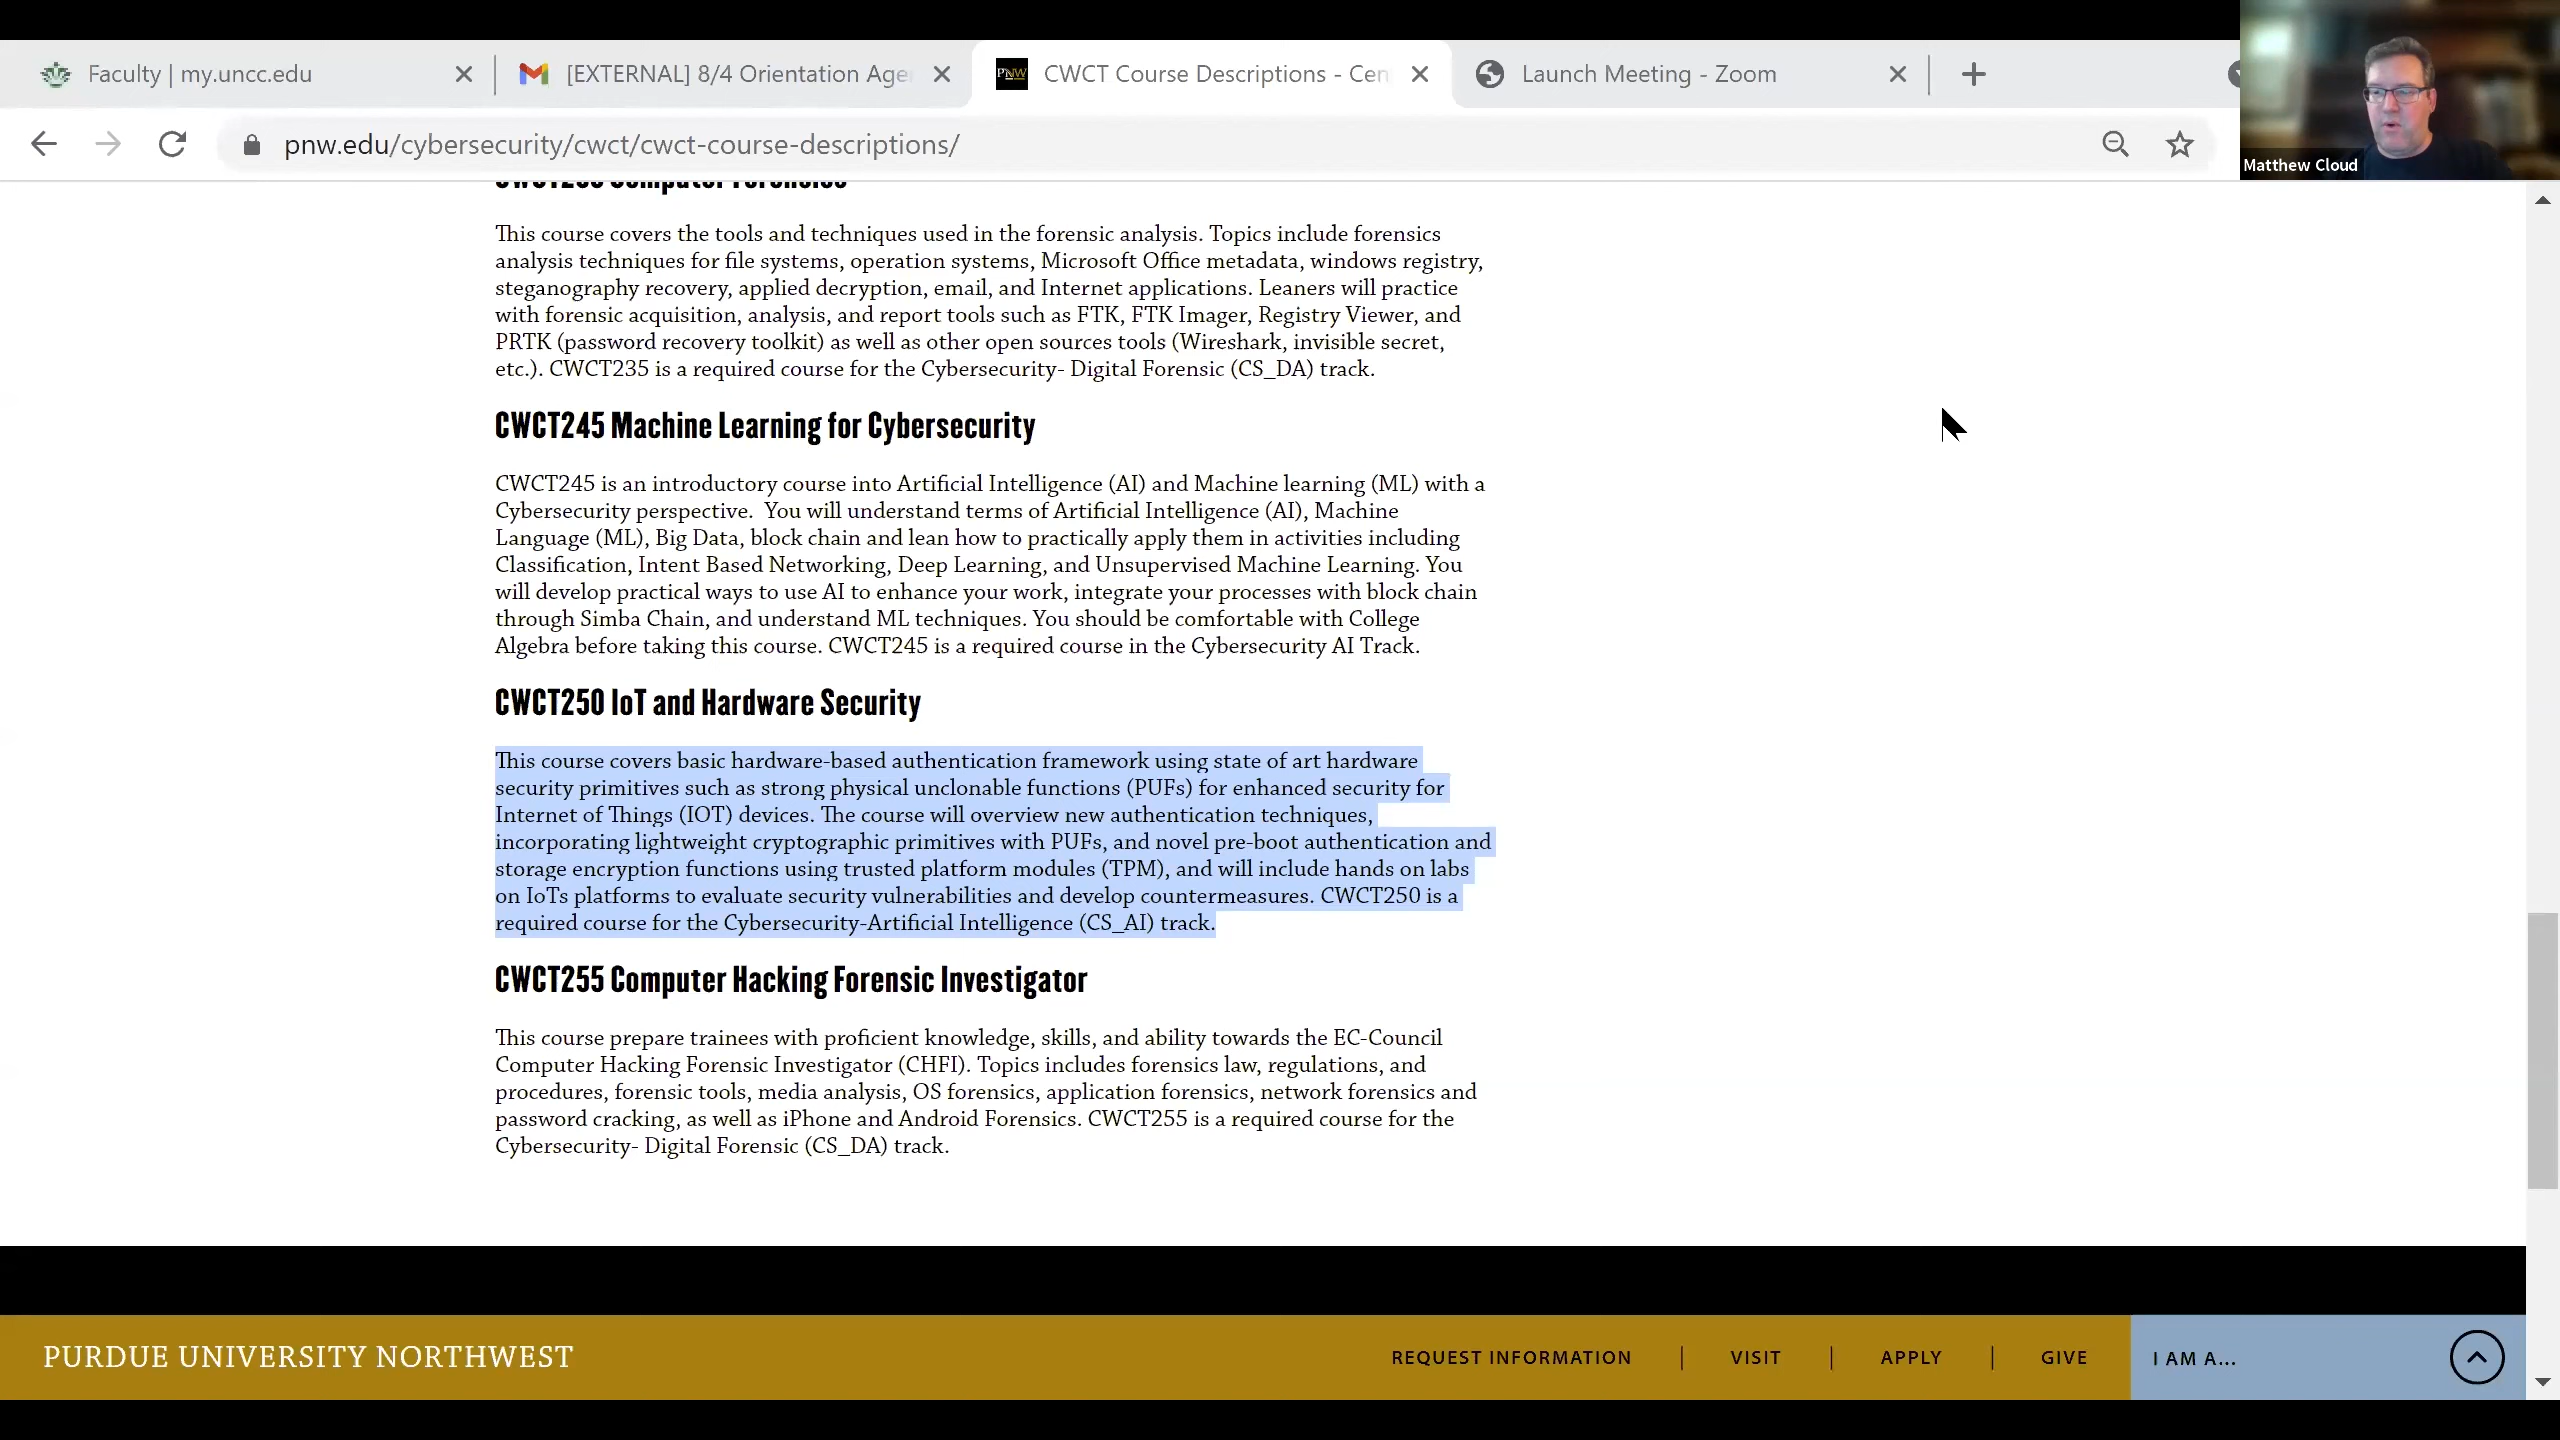 Faculty | my.uncc.edu
[EXTERNAL] 8/4 Orientation Age
CWCT Course Descriptions - Cen
Launch Meeting - Zoom
pnw.edu/cybersecurity/cwct/cwct-course-descriptions/
Matthew Cloud
Computer Forensics
This course covers the tools and techniques used in the forensic analysis. Topics include forensics
analysis techniques for file systems, operation systems, Microsoft Office metadata, windows registry,
steganography recovery, applied decryption, email, and Internet applications. Leaners will practice
with forensic acquisition, analysis, and report tools such as FTK, FTK Imager, Registry Viewer, and
PRTK (password recovery toolkit) as well as other open sources tools (Wireshark, invisible secret,
etc.). CWCT235 is a required course for the Cybersecurity- Digital Forensic (CS_DA) track.
CWCT245 Machine Learning for Cybersecurity
CWCT245 is an introductory course into Artificial Intelligence (AI) and Machine learning (ML) with a
Cybersecurity perspective.  You will understand terms of Artificial Intelligence (AI), Machine
Language (ML), Big Data, block chain and lean how to practically apply them in activities including
Classification, Intent Based Networking, Deep Learning, and Unsupervised Machine Learning. You
will develop practical ways to use AI to enhance your work, integrate your processes with block chain
through Simba Chain, and understand ML techniques. You should be comfortable with College
Algebra before taking this course. CWCT245 is a required course in the Cybersecurity AI Track.
CWCT250 IoT and Hardware Security
This course covers basic hardware-based authentication framework using state of art hardware
security primitives such as strong physical unclonable functions (PUFs) for enhanced security for
Internet of Things (IOT) devices. The course will overview new authentication techniques,
incorporating lightweight cryptographic primitives with PUFs, and novel pre-boot authentication and
storage encryption functions using trusted platform modules (TPM), and will include hands on labs
on IoTs platforms to evaluate security vulnerabilities and develop countermeasures. CWCT250 is a
required course for the Cybersecurity-Artificial Intelligence (CS_AI) track.
CWCT255 Computer Hacking Forensic Investigator
This course prepare trainees with proficient knowledge, skills, and ability towards the EC-Council
Computer Hacking Forensic Investigator (CHFI). Topics includes forensics law, regulations, and
procedures, forensic tools, media analysis, OS forensics, application forensics, network forensics and
password cracking, as well as iPhone and Android Forensics. CWCT255 is a required course for the
Cybersecurity- Digital Forensic (CS_DA) track.
PURDUE UNIVERSITY NORTHWEST
REQUEST INFORMATION | VISIT | APPLY | GIVE
I AM A...